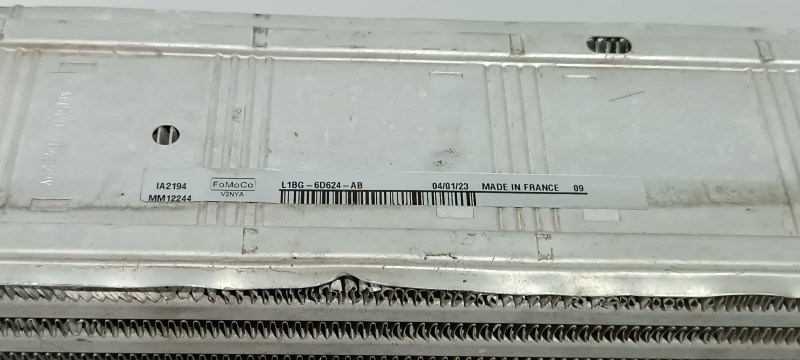 IA2194 FoMoCo L1BG-6D624-AB 04/01/23 MADE IN FRANCE 09
MM12244 V2NYA